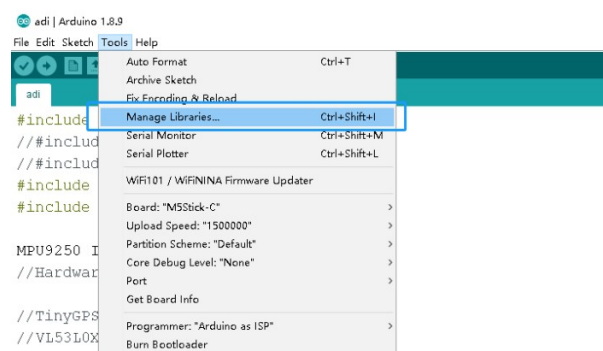 adi | Arduino 1.8.9
File Edit Sketch Tools Help
adi
Auto Format Ctrl+T
Archive Sketch
Fix Encoding & Reload
Manage Libraries... Ctrl+Shift+I
Serial Monitor Ctrl+Shift+M
Serial Plotter Ctrl+Shift+L
WiFi101 / WiFiNINA Firmware Updater
Board: "M5Stick-C"
Upload Speed: "1500000"
Partition Scheme: "Default"
Core Debug Level: "None"
Port
Get Board Info
Programmer: "Arduino as ISP"
Burn Bootloader
#include
//#includ
//#includ
#include
#include
MPU9250 I
//Hardwar
//TinyGPS
//VL53L0X